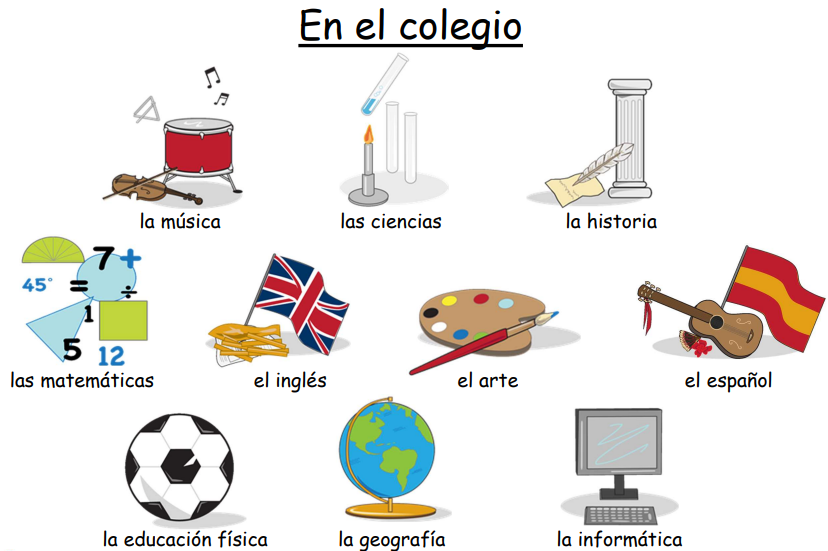 En el colegio
la música
las ciencias
la historia
45°
7 +
= ÷
1
5 12
las matemáticas
el inglés
el arte
el español
la educación física
la geografía
la informática